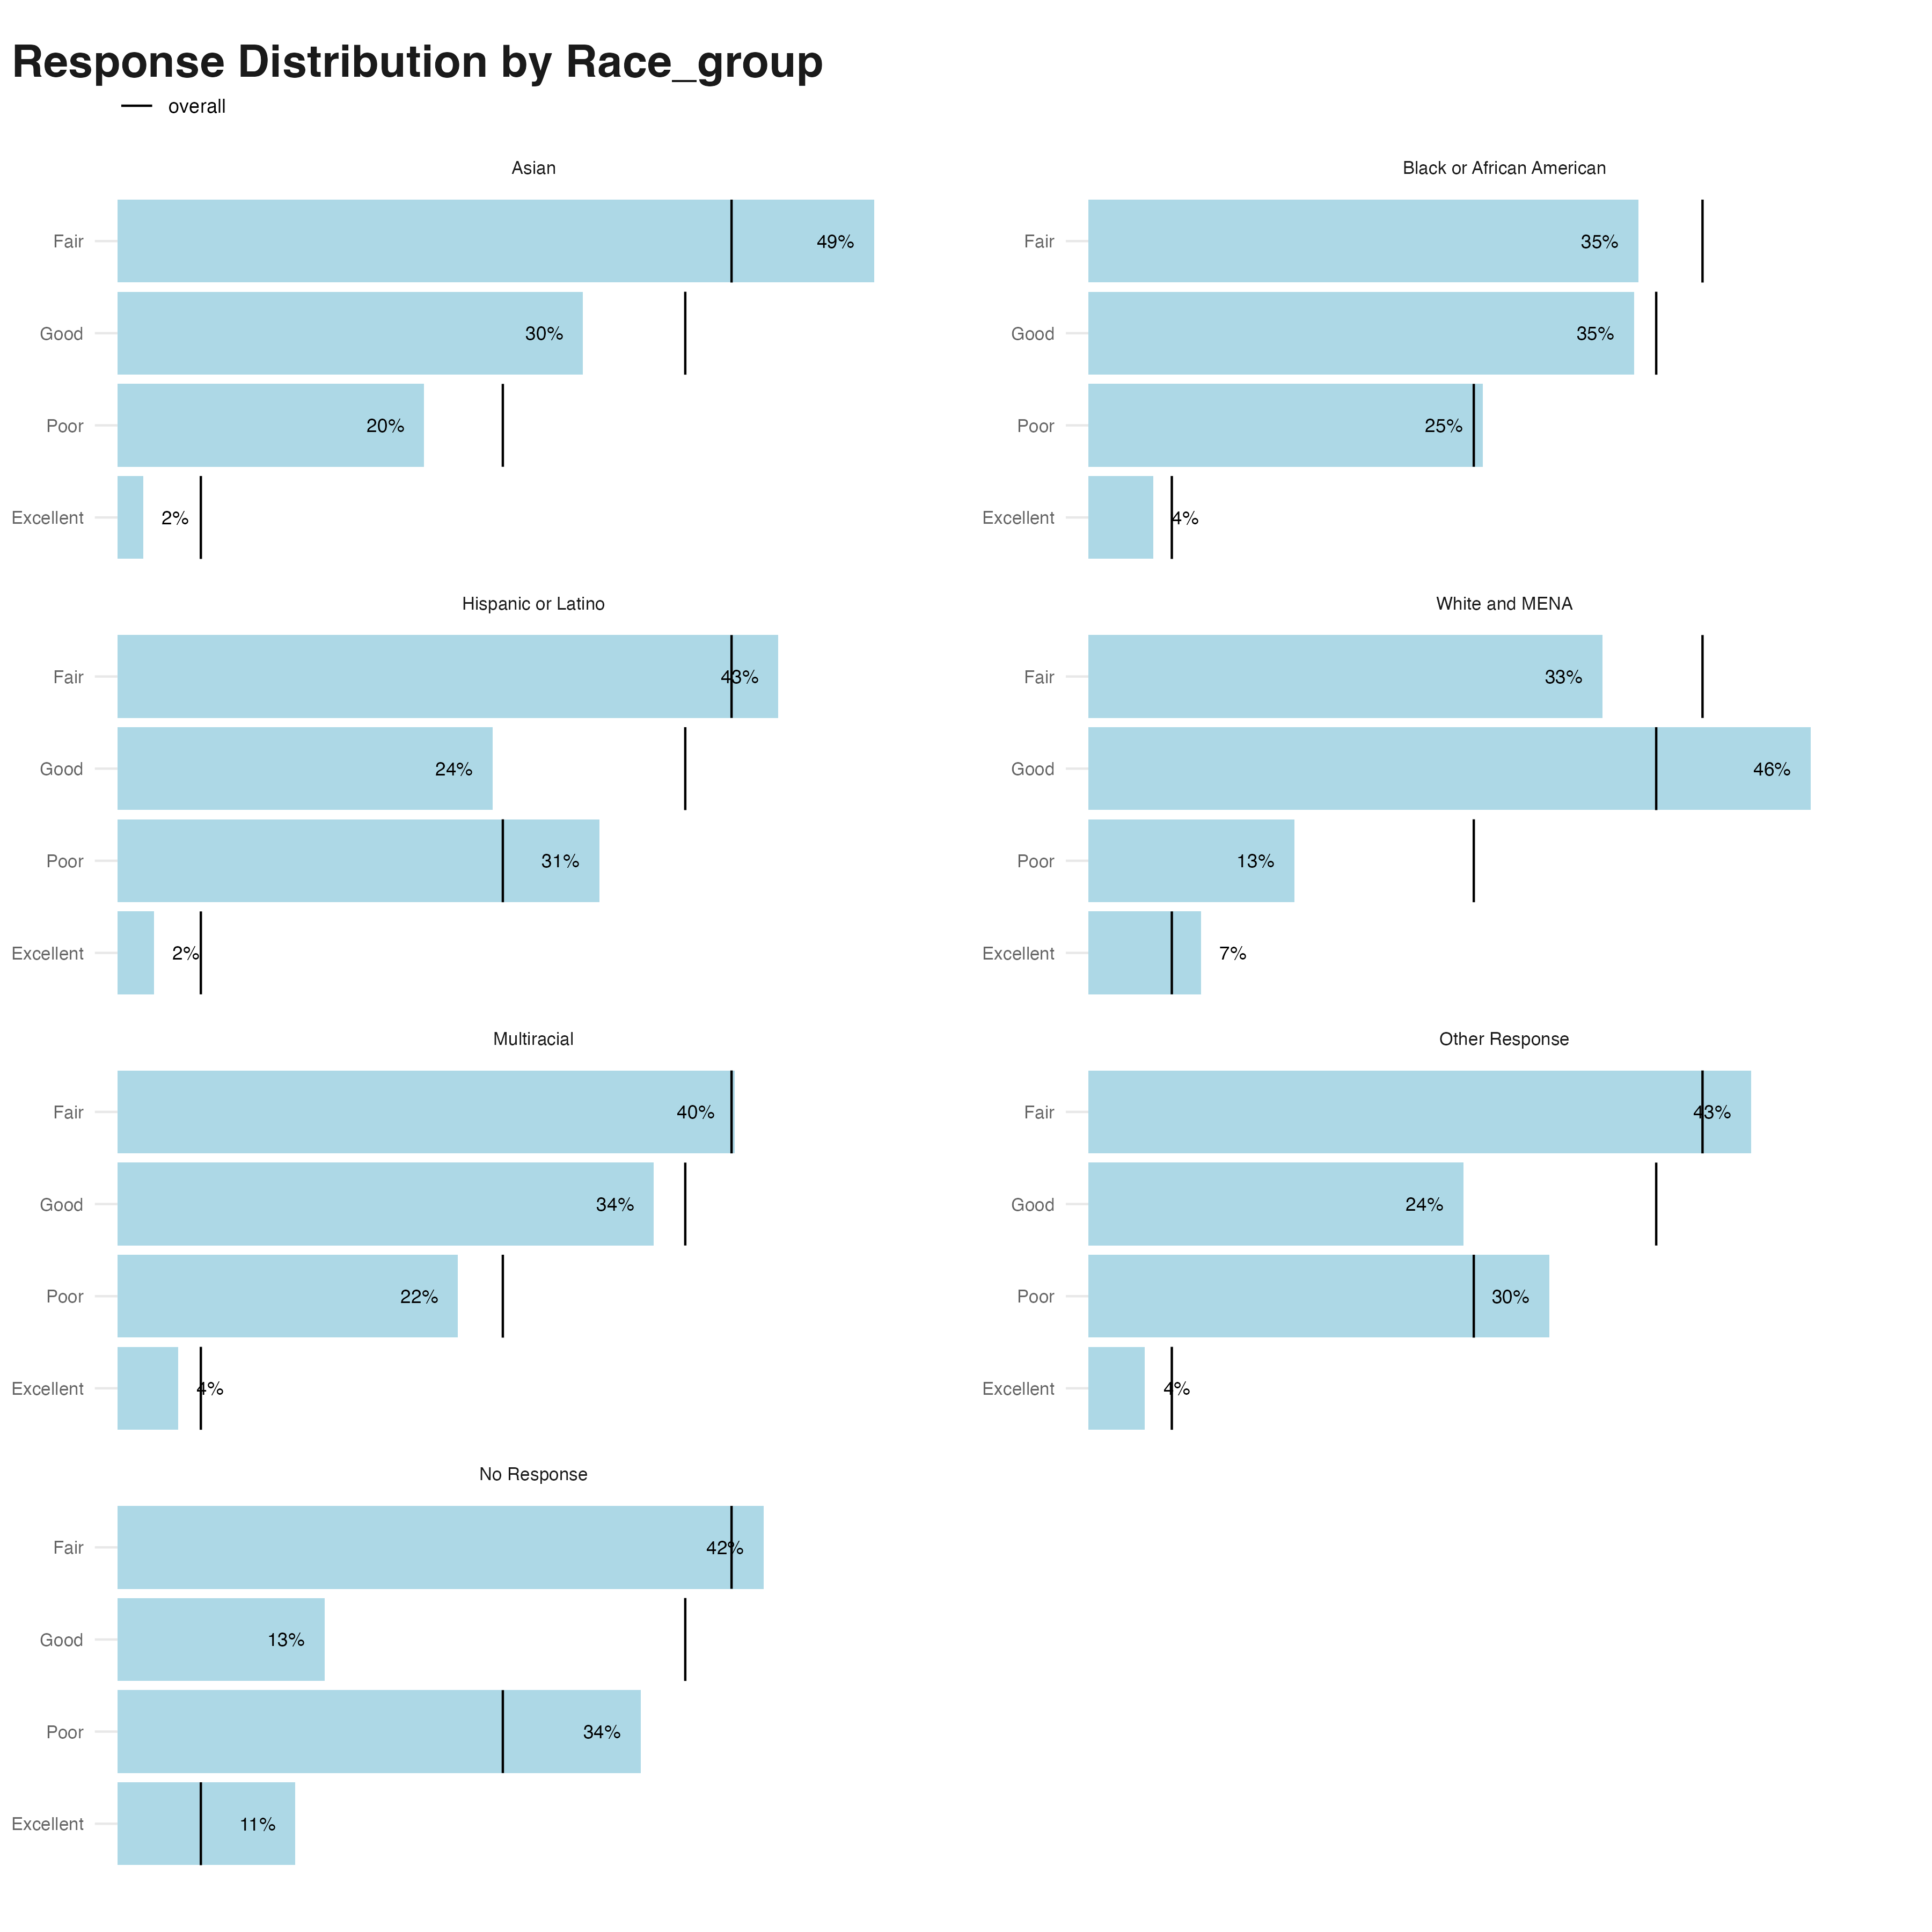 Response Distribution by Race_group
overall
Asian
Fair
49%
Good
30%
Poor
20%
Excellent
2%
Black or African American
Fair
35%
Good
35%
Poor
25%
Excellent
4%
Hispanic or Latino
Fair
43%
Good
24%
Poor
31%
Excellent
2%
White and MENA
Fair
33%
Good
46%
Poor
13%
Excellent
7%
Multiracial
Fair
40%
Good
34%
Poor
22%
Excellent
4%
Other Response
Fair
43%
Good
24%
Poor
30%
Excellent
4%
No Response
Fair
42%
Good
13%
Poor
34%
Excellent
11%